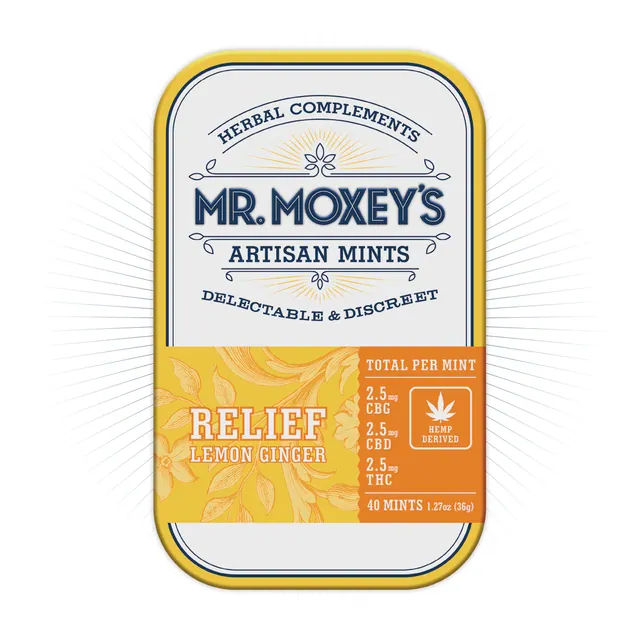 HERBAL COMPLEMENTS
MR. MOXEY'S
ARTISAN MINTS
DELECTABLE & DISCREET
RELIEF
LEMON GINGER
TOTAL PER MINT
2.5mg
CBG
2.5mg
CBD
2.5mg
THC
HEMP
DERIVED
40 MINTS 1.27oz (36g)